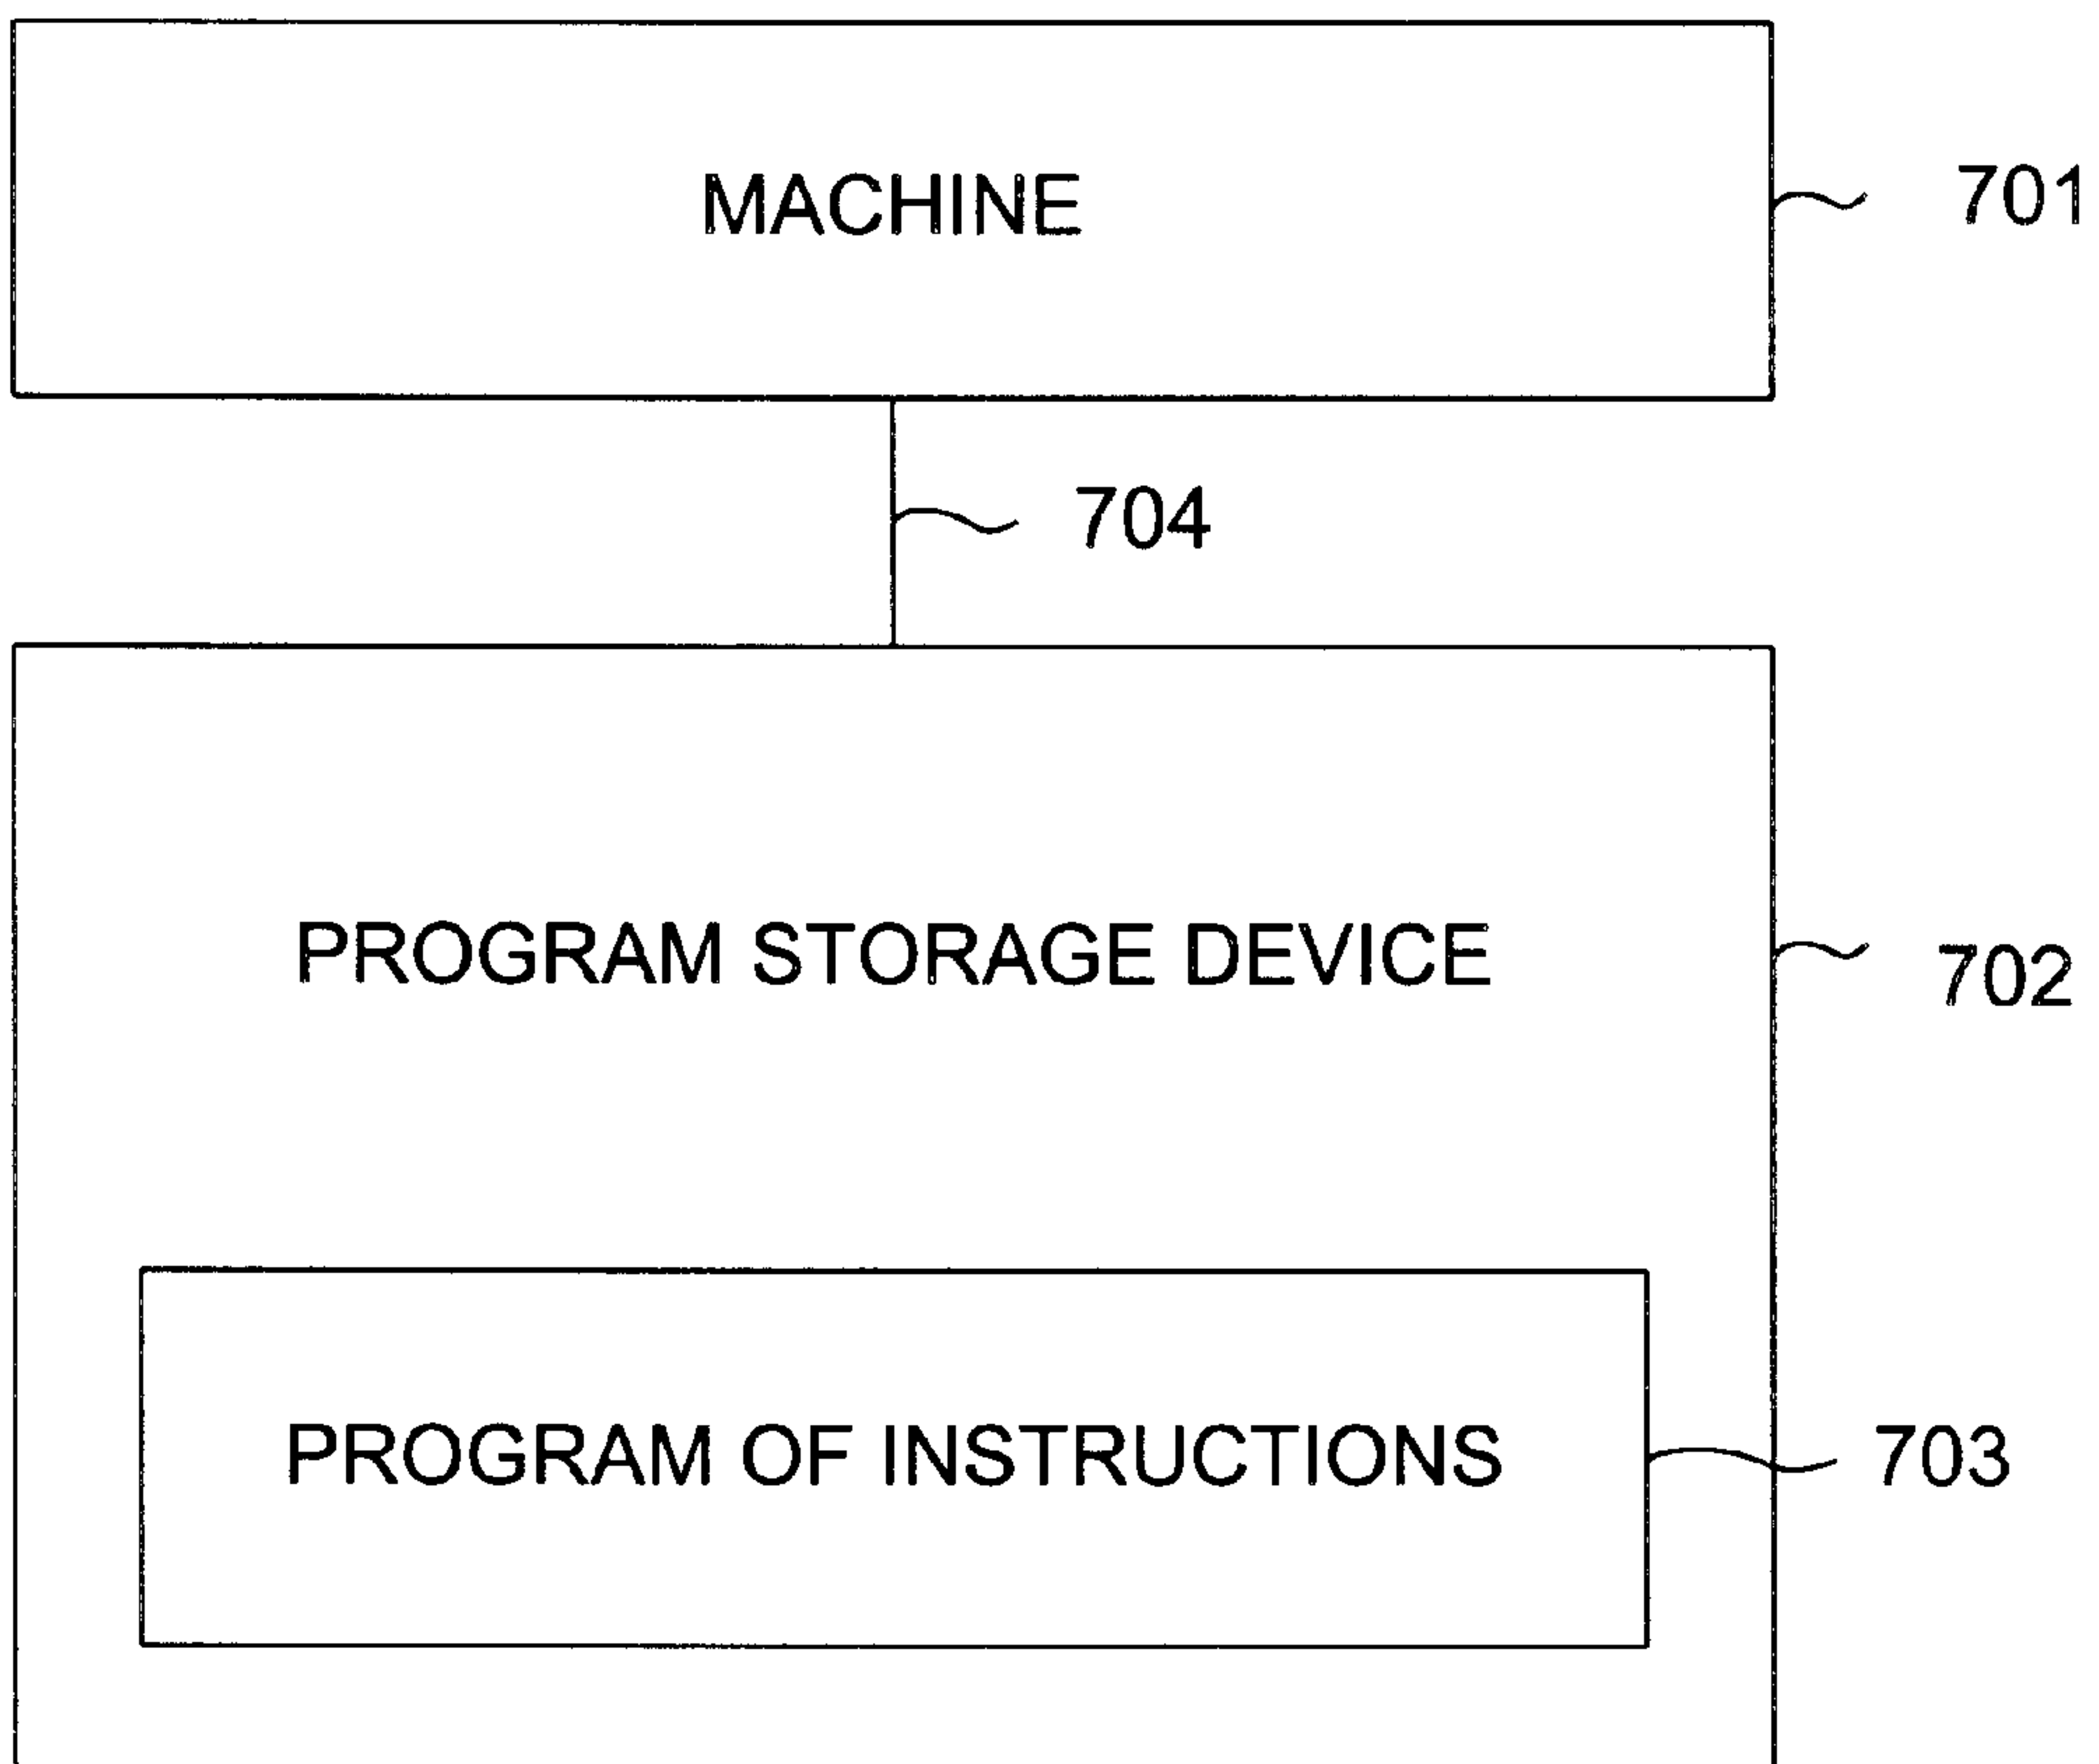 MACHINE
701
704
PROGRAM STORAGE DEVICE
702
PROGRAM OF INSTRUCTIONS
703